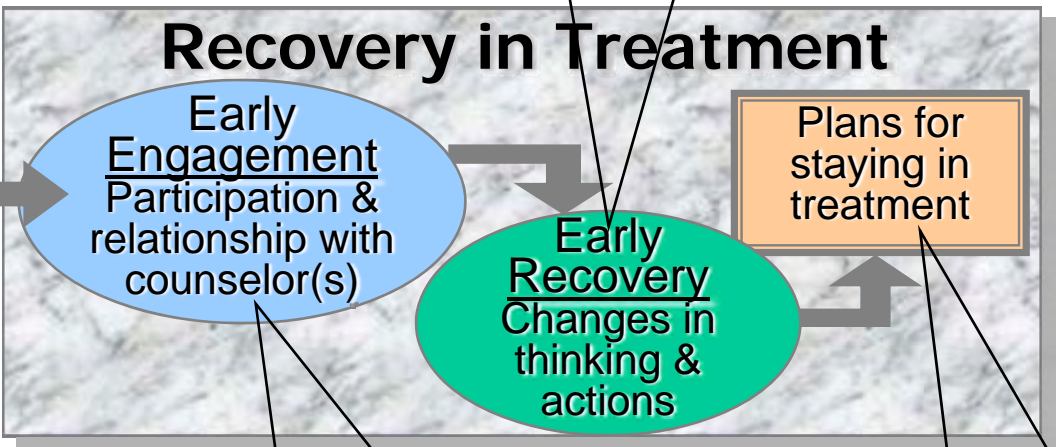 Recovery in Treatment
Early
Engagement
Participation &
relationship with
counselor(s)
Early
Recovery
Changes in
thinking &
actions
Plans for
staying in
treatment